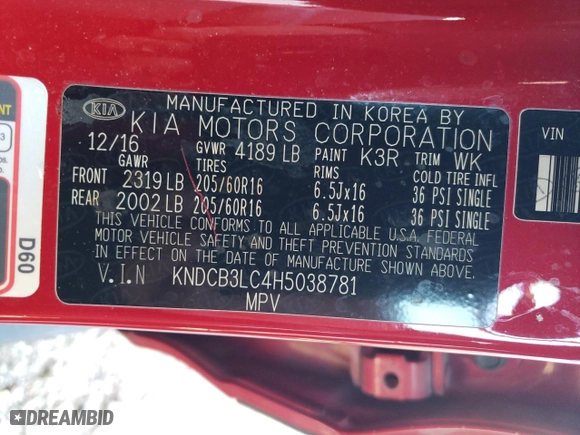 KIA
MANUFACTURED IN KOREA BY
KIA MOTORS CORPORATION
12/16 GVWR 4189 LB PAINT K3R TRIM WK
GAWR TIRES RIMS COLD TIRE INFL
FRONT 2319 LB 205/60R16 6.5Jx16 36 PSI SINGLE
REAR 2002 LB 205/60R16 6.5Jx16 36 PSI SINGLE
THIS VEHICLE CONFORMS TO ALL APPLICABLE U.S.A. FEDERAL
MOTOR VEHICLE SAFETY AND THEFT PREVENTION STANDARDS
IN EFFECT ON THE DATE OF MANUFACTURE SHOWN ABOVE.
V.I.N KNDCB3LC4H5038781
MPV
D60
VIN
DREAMBID